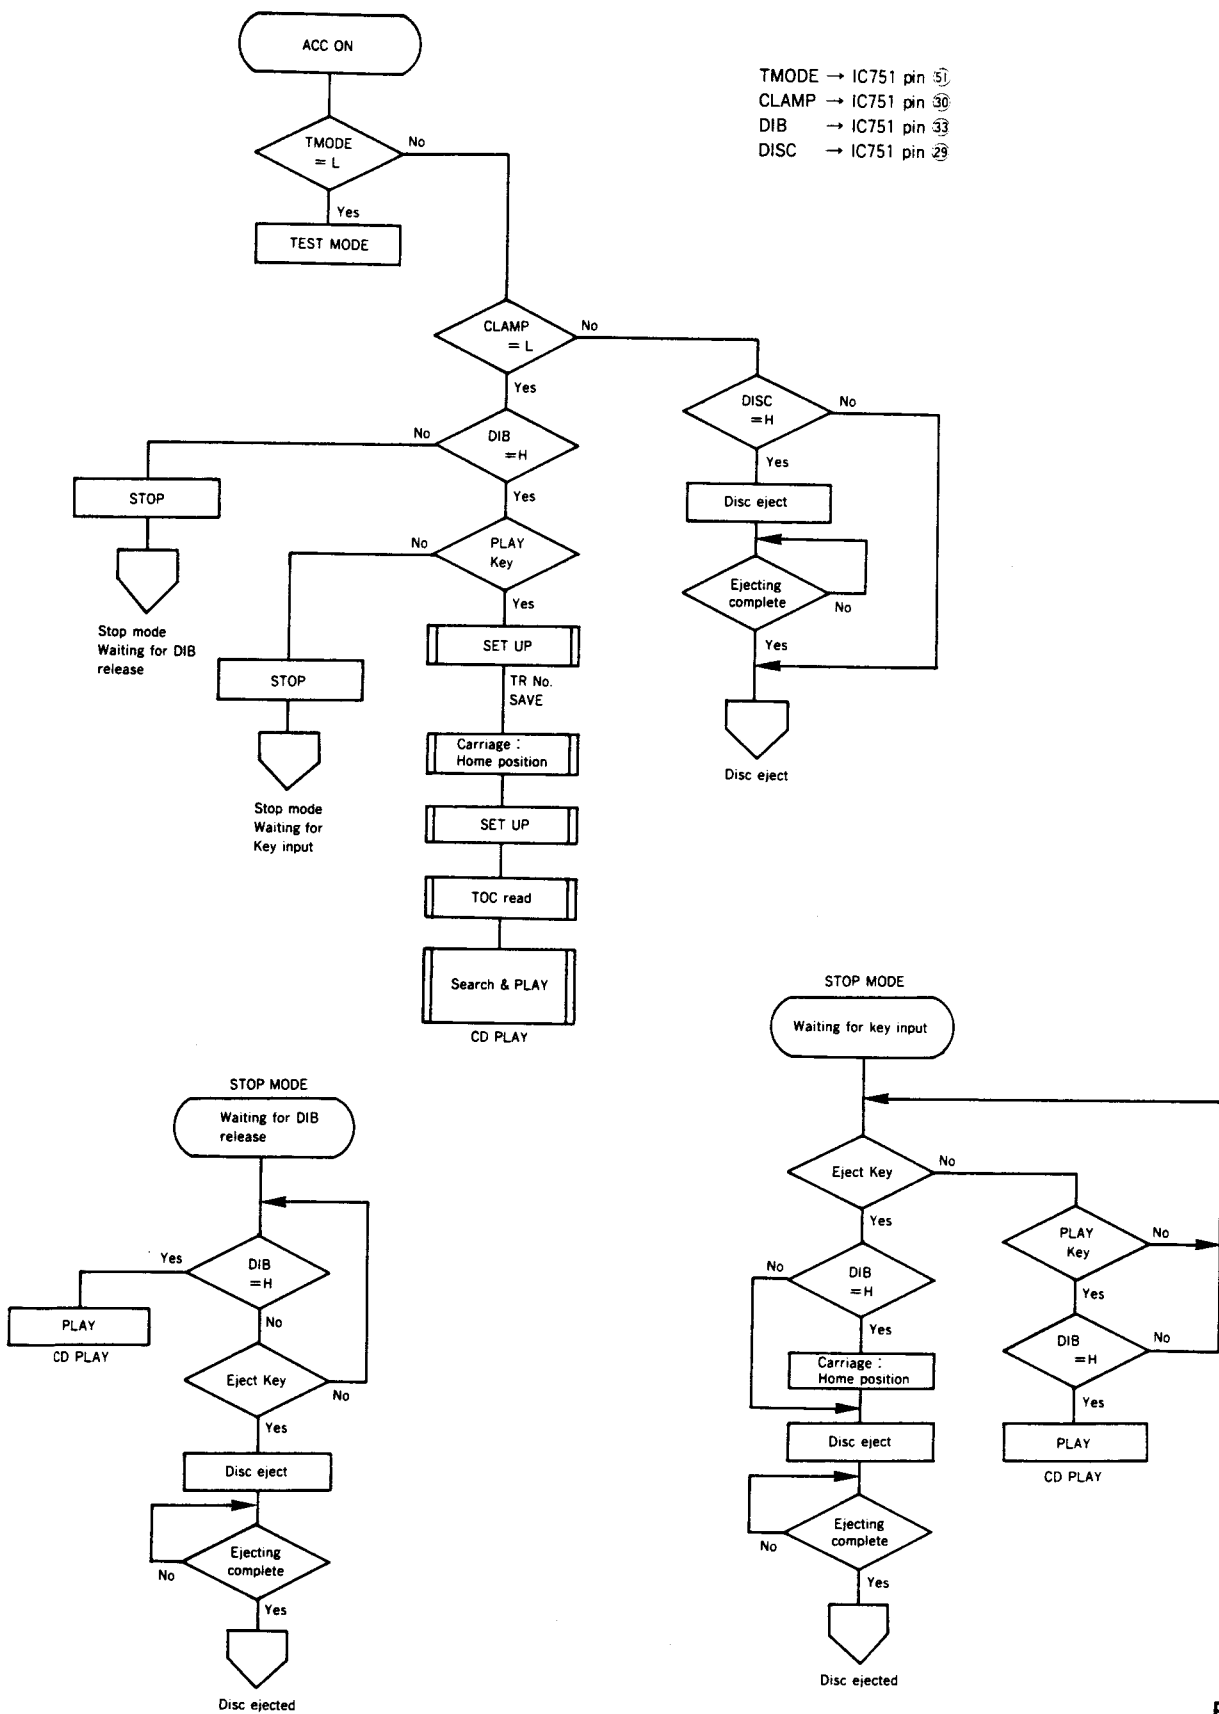 ACC ON
TMODE → IC751 pin 51
CLAMP → IC751 pin 30
DIB → IC751 pin 33
DISC → IC751 pin 29
TMODE
= L
No
Yes
TEST MODE
CLAMP
= L
No
Yes
DISC
= H
No
Yes
DIB
= H
No
Yes
STOP
Disc eject
PLAY
Key
No
Yes
Ejecting
complete
No
Yes
Stop mode
Waiting for DIB
release
SET UP
STOP
TR No.
SAVE
Carriage :
Home position
Disc eject
Stop mode
Waiting for
Key input
SET UP
TOC read
Search & PLAY
CD PLAY
STOP MODE
Waiting for key input
Eject Key
No
Yes
PLAY
Key
No
Yes
DIB
= H
No
Yes
DIB
= H
No
Yes
Carriage :
Home position
Disc eject
PLAY
CD PLAY
Ejecting
complete
No
Yes
Disc ejected
STOP MODE
Waiting for DIB
release
DIB
= H
Yes
No
PLAY
CD PLAY
Eject Key
No
Yes
Disc eject
Ejecting
complete
No
Yes
Disc ejected